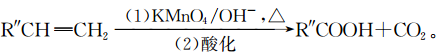 R″CH＝CH₂ —(1)KMnO₄/OH⁻,△ / (2)酸化→ R″COOH+CO₂。